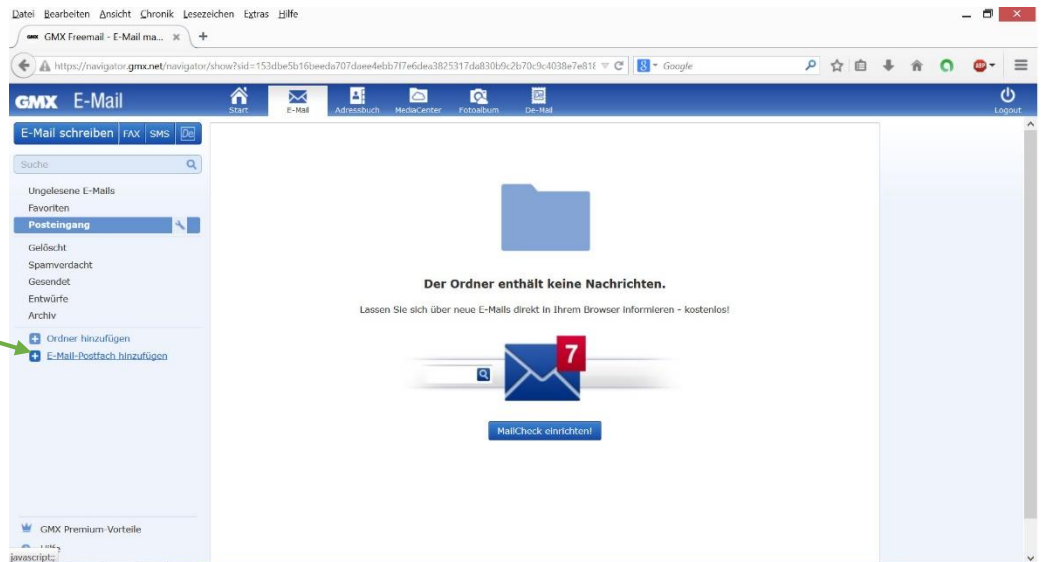 Datei Bearbeiten Ansicht Chronik Lesezeichen Extras Hilfe
GMX Freemail - E-Mail ma...
https://navigator.gmx.net/navigator/show?sid=153dbe5b16beeda707daee4ebb7f7e6dea3825317da830b9c2b70c9c4038e7e81f
Google
GMX E-Mail
Start
E-Mail
Adressbuch
MediaCenter
Fotoalbum
De-Mail
Logout
E-Mail schreiben FAX SMS De
Suche
Ungelesene E-Mails
Favoriten
Posteingang
Gelöscht
Spamverdacht
Gesendet
Entwürfe
Archiv
Ordner hinzufügen
E-Mail-Postfach hinzufügen
Der Ordner enthält keine Nachrichten.
Lassen Sie sich über neue E-Mails direkt in Ihrem Browser informieren - kostenlos!
7
MailCheck einrichten!
GMX Premium-Vorteile
javascript:;